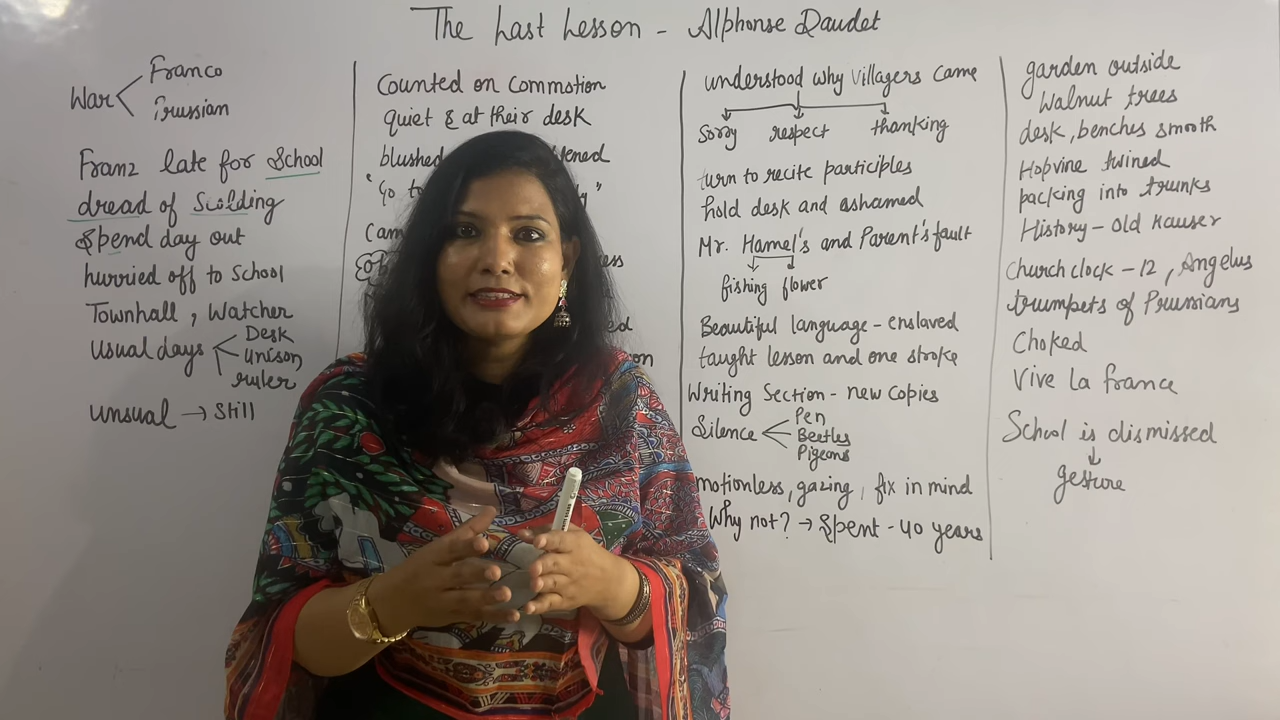 The Last Lesson - Alphonse Daudet
War Franco
Prussian
Franz late for School
dread of Scolding
Spend day out
hurried off to School
Townhall, Watcher
Usual days Desk
Unison,
ruler
unsual → Still
Counted on Commotion
quiet & at their desk
blushed
"Go to
understood why Villagers Came
Sorry respect thanking
turn to recite participles
hold desk and ashamed
Mr. Hamel's and Parent's fault
fishing flower
Beautiful language - enslaved
taught lesson and one stroke
Writing Section - new Copies
Silence Pen
Beetles
Pigeons
motionless, gazing, fix in mind
Why not? → Spent - 40 years
garden outside
Walnut trees
desk, benches smooth
Hopvine twined
packing into trunks
History - Old Hauser
Church clock - 12, Angelus
trumpets of Prussians
Choked
Vive La france
School is dismissed
gesture